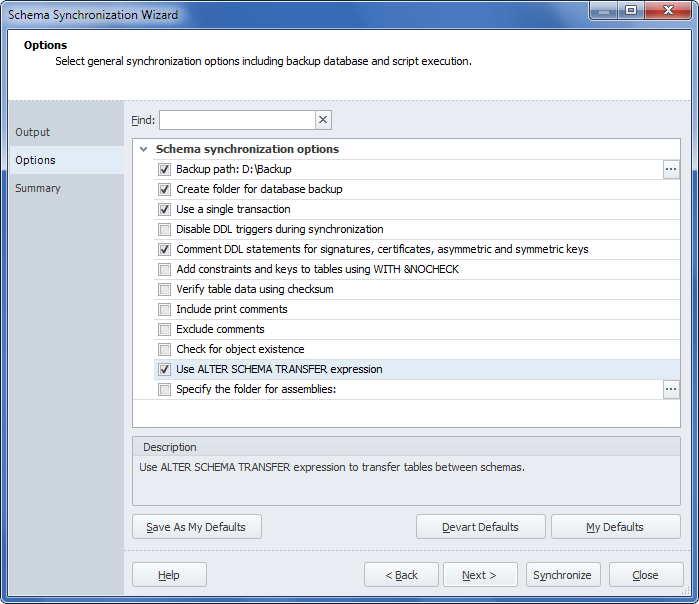 Schema Synchronization Wizard
Options
Select general synchronization options including backup database and script execution.
Output
Options
Summary
Find:
Schema synchronization options
Backup path: D:\Backup
...
Create folder for database backup
Use a single transaction
Disable DDL triggers during synchronization
Comment DDL statements for signatures, certificates, asymmetric and symmetric keys
Add constraints and keys to tables using WITH &NOCHECK
Verify table data using checksum
Include print comments
Exclude comments
Check for object existence
Use ALTER SCHEMA TRANSFER expression
Specify the folder for assemblies:
...
Description
Use ALTER SCHEMA TRANSFER expression to transfer tables between schemas.
Save As My Defaults
Devart Defaults
My Defaults
Help
< Back
Next >
Synchronize
Close